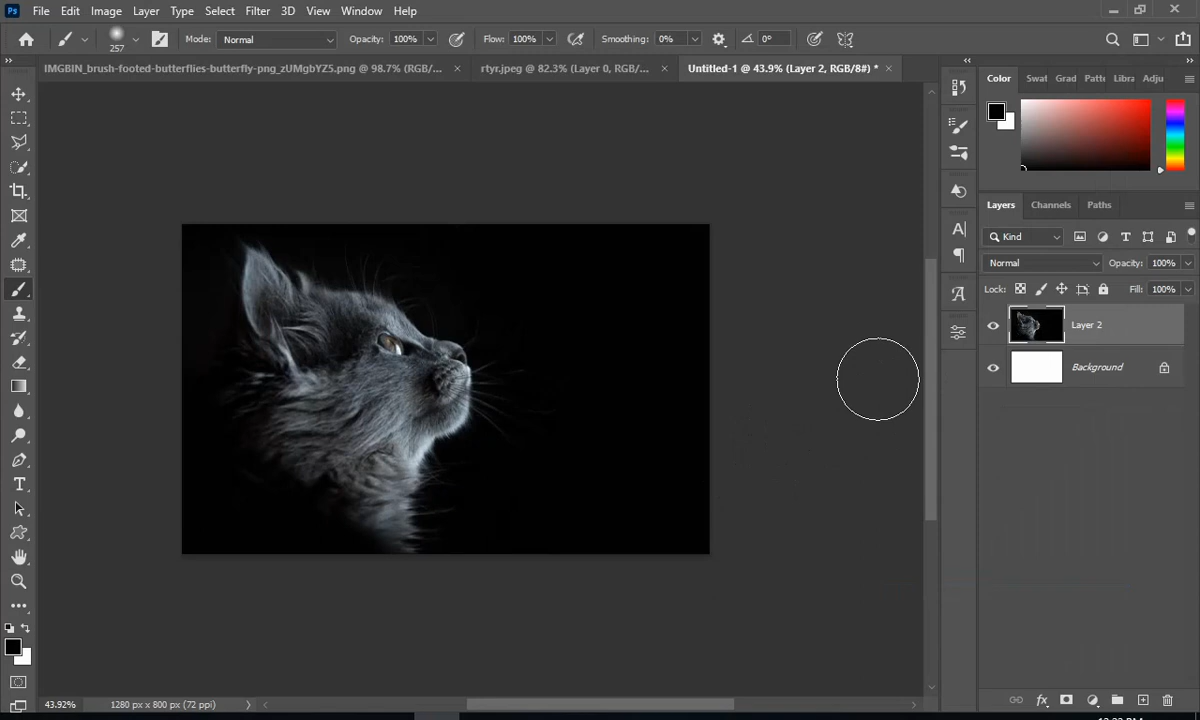 Ps File Edit Image Layer Type Select Filter 3D View Window Help
257 Mode: Normal Opacity: 100% Flow: 100% Smoothing: 0% 0°
IMGBIN_brush-footed-butterflies-butterfly-png_zUMgbYZ5.png @ 98.7% (RGB/... × rtyr.jpeg @ 82.3% (Layer 0, RGB/... × Untitled-1 @ 43.9% (Layer 2, RGB/8#) * ×
Color Swat Grad Patt Libra Adju
Layers Channels Paths
Kind
Normal Opacity: 100%
Lock: Fill: 100%
Layer 2
Background
43.92% 1280 px x 800 px (72 ppi)